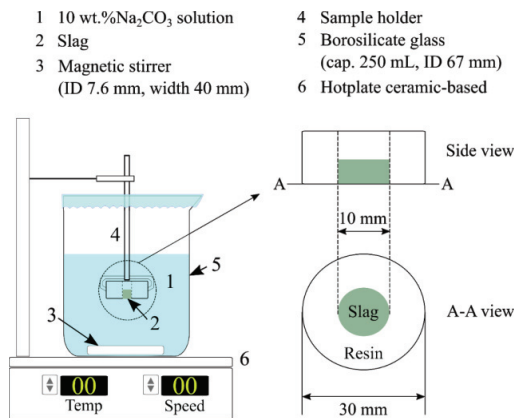 1 10 wt.%Na₂CO₃ solution
2 Slag
3 Magnetic stirrer
(ID 7.6 mm, width 40 mm)
4 Sample holder
5 Borosilicate glass
(cap. 250 mL, ID 67 mm)
6 Hotplate ceramic-based
Side view
A A
10 mm
4
1
5
3
2
Slag
A-A view
Resin
6
00 00
Temp Speed
30 mm